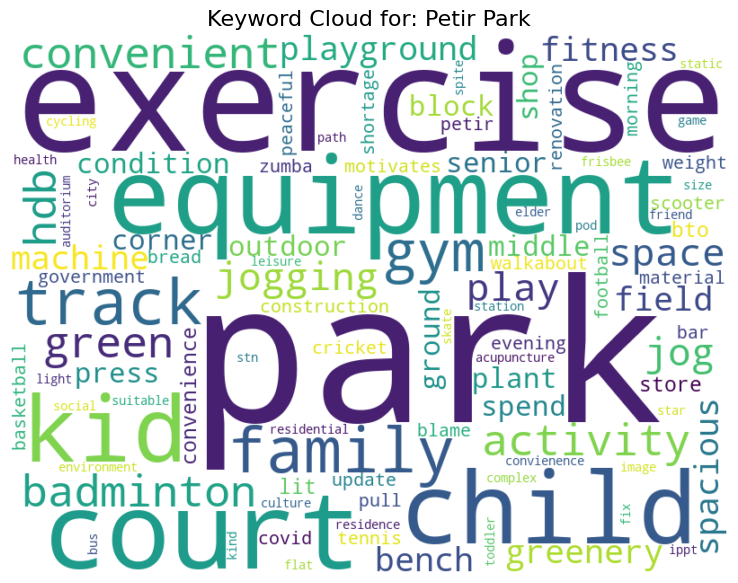 Keyword Cloud for: Petir Park
convenient
playground
fitness
static
exercise
peaceful
shortage
spite
block
shop
renovation
morning
cycling
petir
game
path
health
condition
zumba
motivates
senior
frisbee
weight
hdb
auditorium
city
equipment
dance
elder
pod
size
scooter
friend
bto
corner
outdoor
gym
middle
space
machine
bread
leisure
walkabout
football
government
jogging
play
station
material
field
track
construction
ground
skate
green
convenience
stn
cricket
evening
acupuncture
bar
jog
basketball
light
press
park
plant
store
kid
social
suitable
spend
star
family
residential
blame
activity
spacious
environment
convienence
image
badminton
lit
update
culture
pull
child
complex
court
bus
kind
covid
residence
tennis
flat
bench
toddler
greenery
fix
ippt